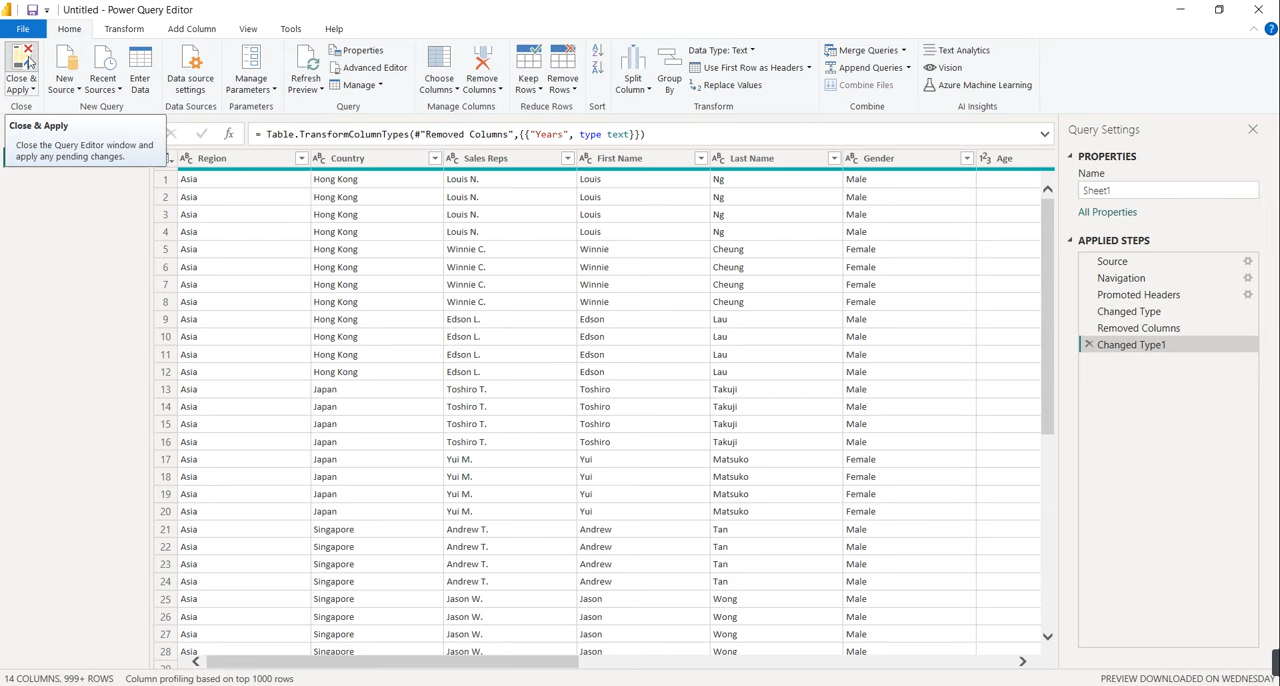 Untitled - Power Query Editor
File Home Transform Add Column View Tools Help
Close & Apply
New Source
Recent Sources
Enter Data
Data source settings
Manage Parameters
Refresh Preview
Properties
Advanced Editor
Manage
Choose Columns
Remove Columns
Keep Rows
Remove Rows
Split Column
Group By
Data Type: Text
Use First Row as Headers
Replace Values
Merge Queries
Append Queries
Combine Files
Text Analytics
Vision
Azure Machine Learning
Close New Query Data Sources Parameters Query Manage Columns Reduce Rows Sort Transform Combine AI Insights
Close & Apply
Close the Query Editor window and
apply any pending changes.
= Table.TransformColumnTypes(#"Removed Columns",{{"Years", type text}})
Region Country Sales Reps First Name Last Name Gender Age
1 Asia Hong Kong Louis N. Louis Ng Male
2 Asia Hong Kong Louis N. Louis Ng Male
3 Asia Hong Kong Louis N. Louis Ng Male
4 Asia Hong Kong Louis N. Louis Ng Male
5 Asia Hong Kong Winnie C. Winnie Cheung Female
6 Asia Hong Kong Winnie C. Winnie Cheung Female
7 Asia Hong Kong Winnie C. Winnie Cheung Female
8 Asia Hong Kong Winnie C. Winnie Cheung Female
9 Asia Hong Kong Edson L. Edson Lau Male
10 Asia Hong Kong Edson L. Edson Lau Male
11 Asia Hong Kong Edson L. Edson Lau Male
12 Asia Hong Kong Edson L. Edson Lau Male
13 Asia Japan Toshiro T. Toshiro Takuji Male
14 Asia Japan Toshiro T. Toshiro Takuji Male
15 Asia Japan Toshiro T. Toshiro Takuji Male
16 Asia Japan Toshiro T. Toshiro Takuji Male
17 Asia Japan Yui M. Yui Matsuko Female
18 Asia Japan Yui M. Yui Matsuko Female
19 Asia Japan Yui M. Yui Matsuko Female
20 Asia Japan Yui M. Yui Matsuko Female
21 Asia Singapore Andrew T. Andrew Tan Male
22 Asia Singapore Andrew T. Andrew Tan Male
23 Asia Singapore Andrew T. Andrew Tan Male
24 Asia Singapore Andrew T. Andrew Tan Male
25 Asia Singapore Jason W. Jason Wong Male
26 Asia Singapore Jason W. Jason Wong Male
27 Asia Singapore Jason W. Jason Wong Male
28 Asia Singapore Jason W. Jason Wong Male
Query Settings
PROPERTIES
Name
Sheet1
All Properties
APPLIED STEPS
Source
Navigation
Promoted Headers
Changed Type
Removed Columns
Changed Type1
14 COLUMNS, 999+ ROWS Column profiling based on top 1000 rows PREVIEW DOWNLOADED ON WEDNESDAY